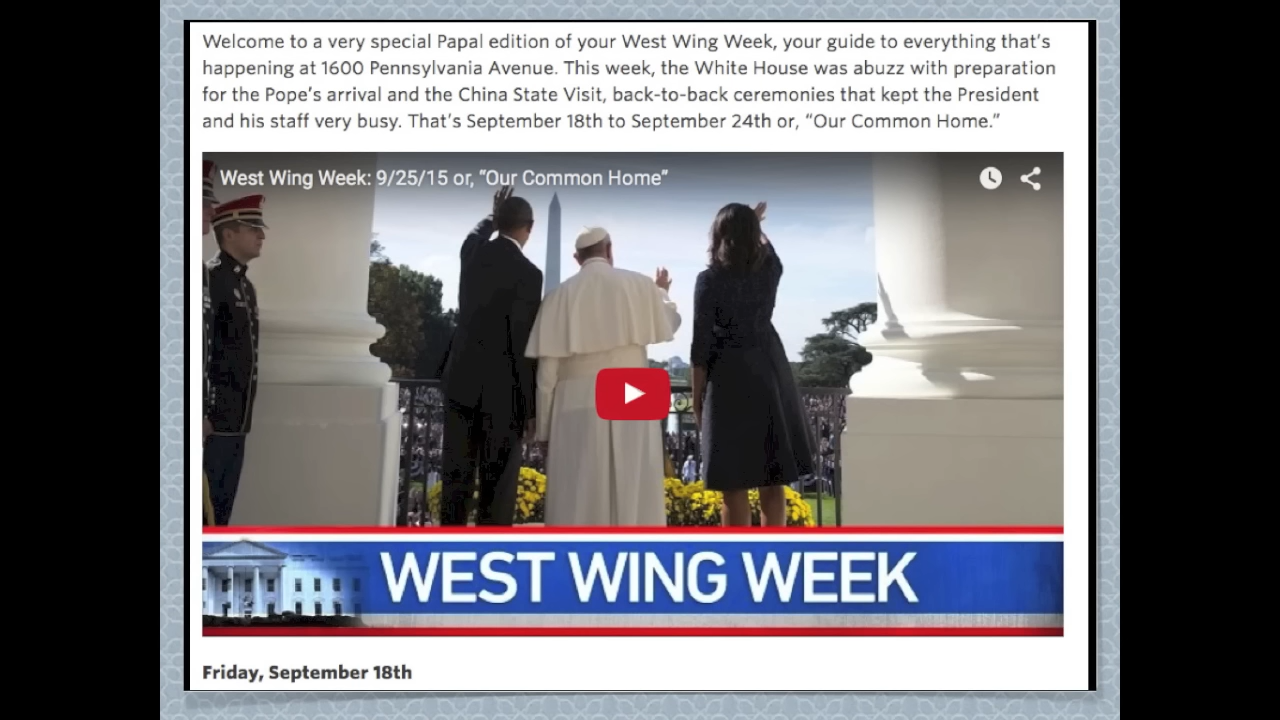 Welcome to a very special Papal edition of your West Wing Week, your guide to everything that’s
happening at 1600 Pennsylvania Avenue. This week, the White House was abuzz with preparation
for the Pope’s arrival and the China State Visit, back-to-back ceremonies that kept the President
and his staff very busy. That’s September 18th to September 24th or, “Our Common Home.”
West Wing Week: 9/25/15 or, “Our Common Home”
WEST WING WEEK
Friday, September 18th